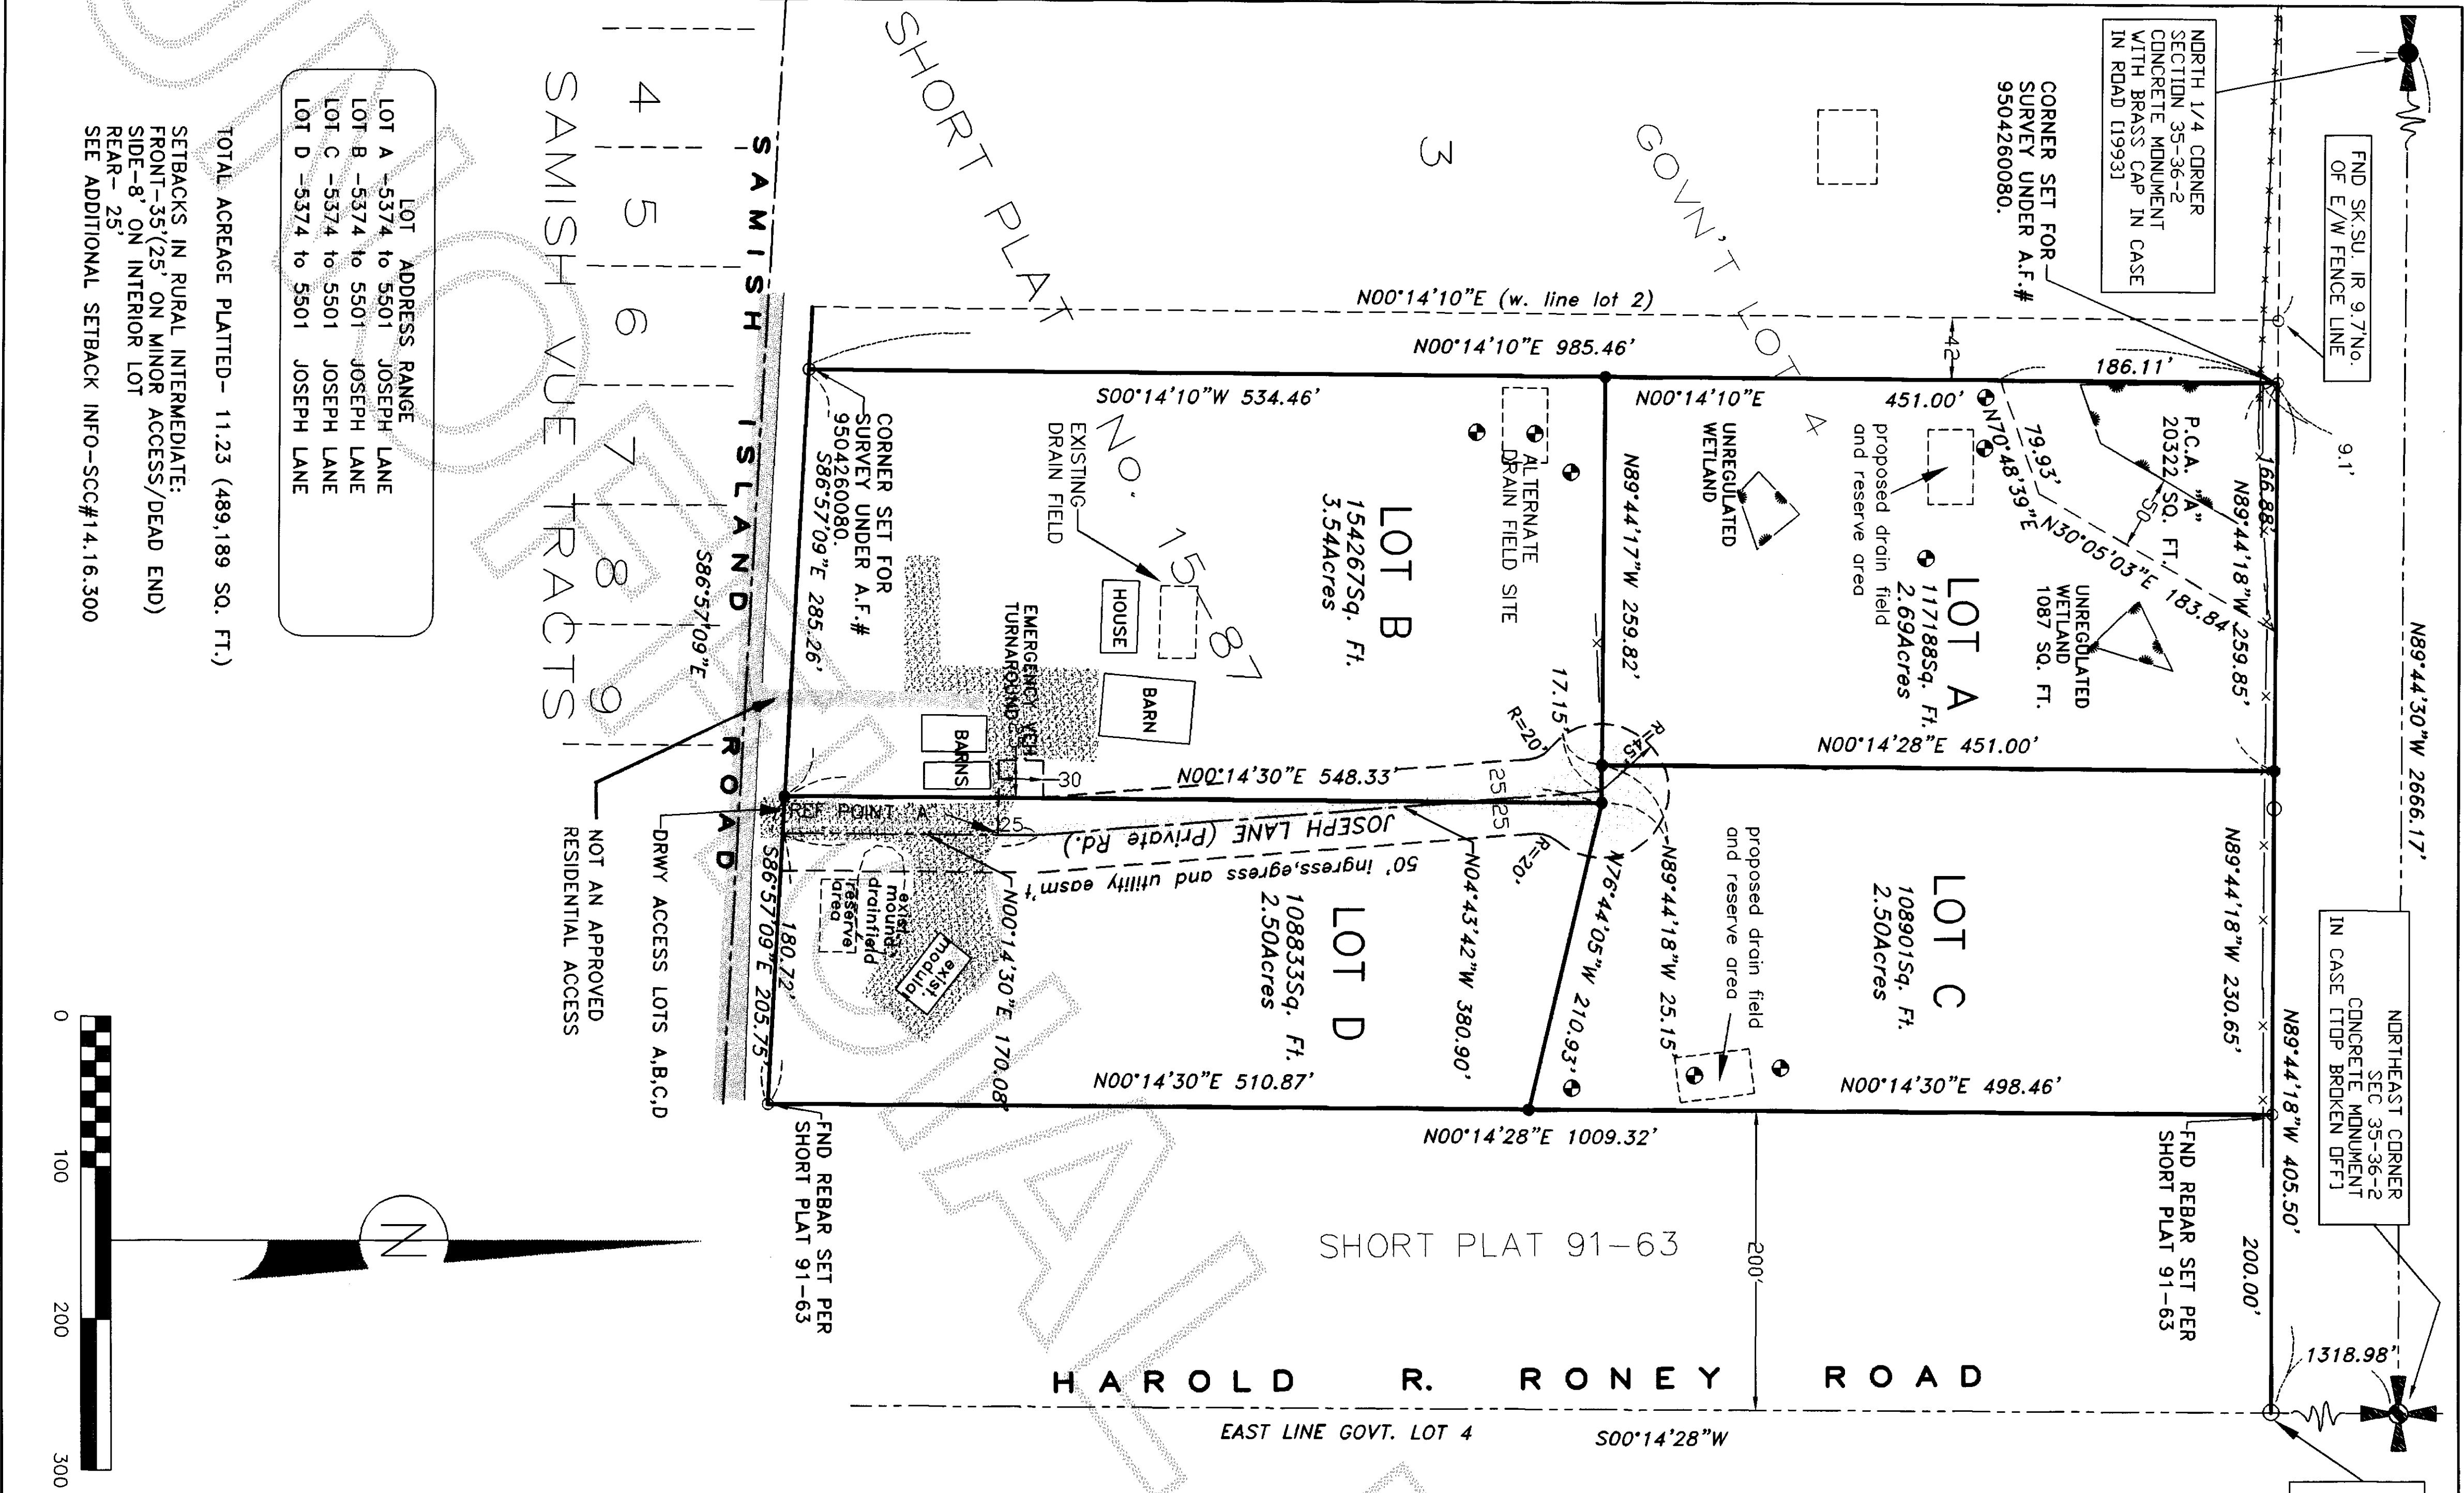 NORTH 1/4 CORNER
SECTION 35-36-2
CONCRETE MONUMENT
WITH BRASS CAP IN CASE
IN ROAD [1993]
FND SK.SU. IR 9.7'No.
OF E/W FENCE LINE
N89°44'30"W 2666.17'
NORTHEAST CORNER
SEC 35-36-2
CONCRETE MONUMENT
IN CASE [TOP BROKEN OFF]
1318.98'
CORNER SET FOR
SURVEY UNDER A.F.#
9504260080.
9.1'
166.88'
N89°44'18"W 259.85'
N89°44'18"W 230.65'
N89°44'18"W 405.50'
200.00'
FND REBAR SET PER
SHORT PLAT 91-63
186.11'
P.C.A. "A"
20322 SQ. FT.
50
N30°05'03"E 183.84'
79.93'
N70°48'39"E
UNREGULATED
WETLAND
1087 SQ. FT.
LOT A
117188Sq. Ft.
2.69Acres
proposed drain field
and reserve area
UNREGULATED
WETLAND
LOT C
108901Sq. Ft.
2.50Acres
proposed drain field
and reserve area
N00°14'10"E (w. line lot 2)
42
N00°14'10"E 985.46'
N00°14'10"E
451.00'
S00°14'10"W 534.46'
N00°14'28"E 451.00'
N00°14'30"E 498.46'
N89°44'17"W 259.82'
17.15'
R=20'
R=45'
R=20'
N89°44'18"W 25.15'
N76°44'05"W 210.93'
GOVN'T LOT 4
3
SHORT PLAT
NO. 15-87
ALTERNATE
DRAIN FIELD SITE
LOT B
154267Sq. Ft.
3.54Acres
EXISTING
DRAIN FIELD
HOUSE
BARN
BARNS
EMERGENCY VEH
TURNAROUND
30
N00°14'30"E 548.33'
25
25
25
JOSEPH LANE (Private Rd.)
50' ingress,egress and utility easm't
N04°43'42"W 380.90'
LOT D
108833Sq. Ft.
2.50Acres
N00°14'30"E 170.08'
N00°14'30"E 510.87'
N00°14'28"E 1009.32'
exist.
modular
exist.
mound
drainfield
reserve
area
REF POINT "A"
CORNER SET FOR
SURVEY UNDER A.F.#
9504260080.
S86°57'09"E 285.26'
180.72'
S86°57'09"E 205.75'
S86°57'09"E
FND REBAR SET PER
SHORT PLAT 91-63
SHORT PLAT 91-63
200'
HAROLD R. RONEY ROAD
EAST LINE GOVT. LOT 4
S00°14'28"W
SAMISH ISLAND ROAD
DRWY ACCESS LOTS A,B,C,D
NOT AN APPROVED
RESIDENTIAL ACCESS
4 5 6 7 8 9
SAMISH VUE TRACTS
LOT ADDRESS RANGE
LOT A -5374 to 5501 JOSEPH LANE
LOT B -5374 to 5501 JOSEPH LANE
LOT C -5374 to 5501 JOSEPH LANE
LOT D -5374 to 5501 JOSEPH LANE
TOTAL ACREAGE PLATTED- 11.23 (489,189 SQ. FT.)
SETBACKS IN RURAL INTERMEDIATE:
FRONT-35'(25' ON MINOR ACCESS/DEAD END)
SIDE-8' ON INTERIOR LOT
REAR- 25'
SEE ADDITIONAL SETBACK INFO-SCC#14.16.300
N
0 100 200 300